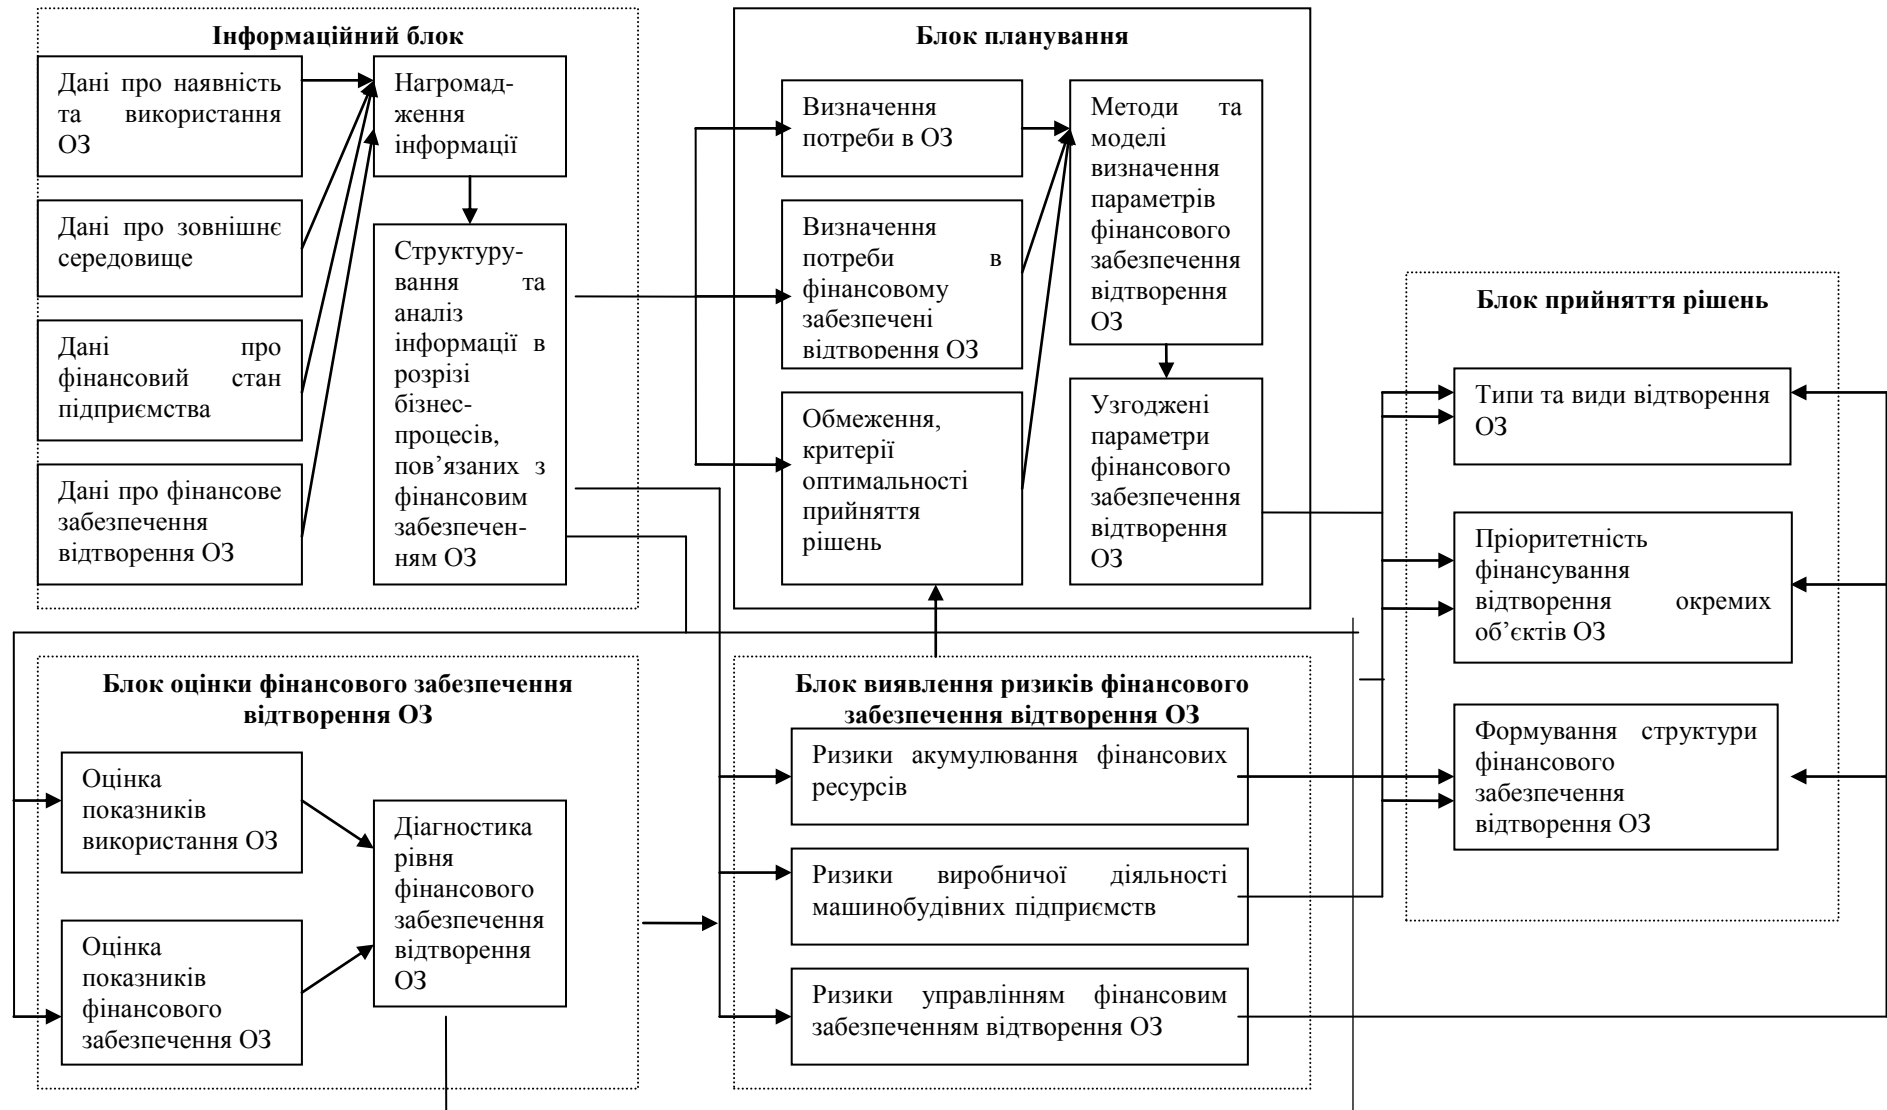 Інформаційний блок
Дані про наявність
та використання
ОЗ
Дані про зовнішнє
середовище
Дані про
фінансовий стан
підприємства
Дані про фінансове
забезпечення
відтворення ОЗ
Нагромад-
ження
інформації
Структуру-
вання та
аналіз
інформації в
розрізі
бізнес-
процесів,
пов’язаних з
фінансовим
забезпечен-
ням ОЗ
Блок планування
Визначення
потреби в ОЗ
Визначення
потреби в
фінансовому
забезпечені
відтворення ОЗ
Обмеження,
критерії
оптимальності
прийняття
рішень
Методи та
моделі
визначення
параметрів
фінансового
забезпечення
відтворення
ОЗ
Узгоджені
параметри
фінансового
забезпечення
відтворення
ОЗ
Блок прийняття рішень
Типи та види відтворення
ОЗ
Пріоритетність
фінансування
відтворення окремих
об’єктів ОЗ
Формування структури
фінансового
забезпечення
відтворення ОЗ
Блок оцінки фінансового забезпечення
відтворення ОЗ
Оцінка
показників
використання ОЗ
Оцінка
показників
фінансового
забезпечення ОЗ
Діагностика
рівня
фінансового
забезпечення
відтворення
ОЗ
Блок виявлення ризиків фінансового
забезпечення відтворення ОЗ
Ризики акумулювання фінансових
ресурсів
Ризики виробничої діяльності
машинобудівних підприємств
Ризики управлінням фінансовим
забезпеченням відтворення ОЗ